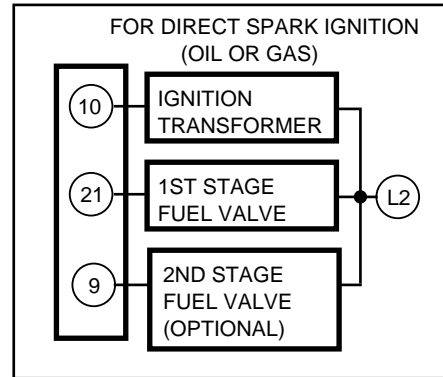 FOR DIRECT SPARK IGNITION
(OIL OR GAS)
10
IGNITION
TRANSFORMER
21
1ST STAGE
FUEL VALVE
L2
9
2ND STAGE
FUEL VALVE
(OPTIONAL)